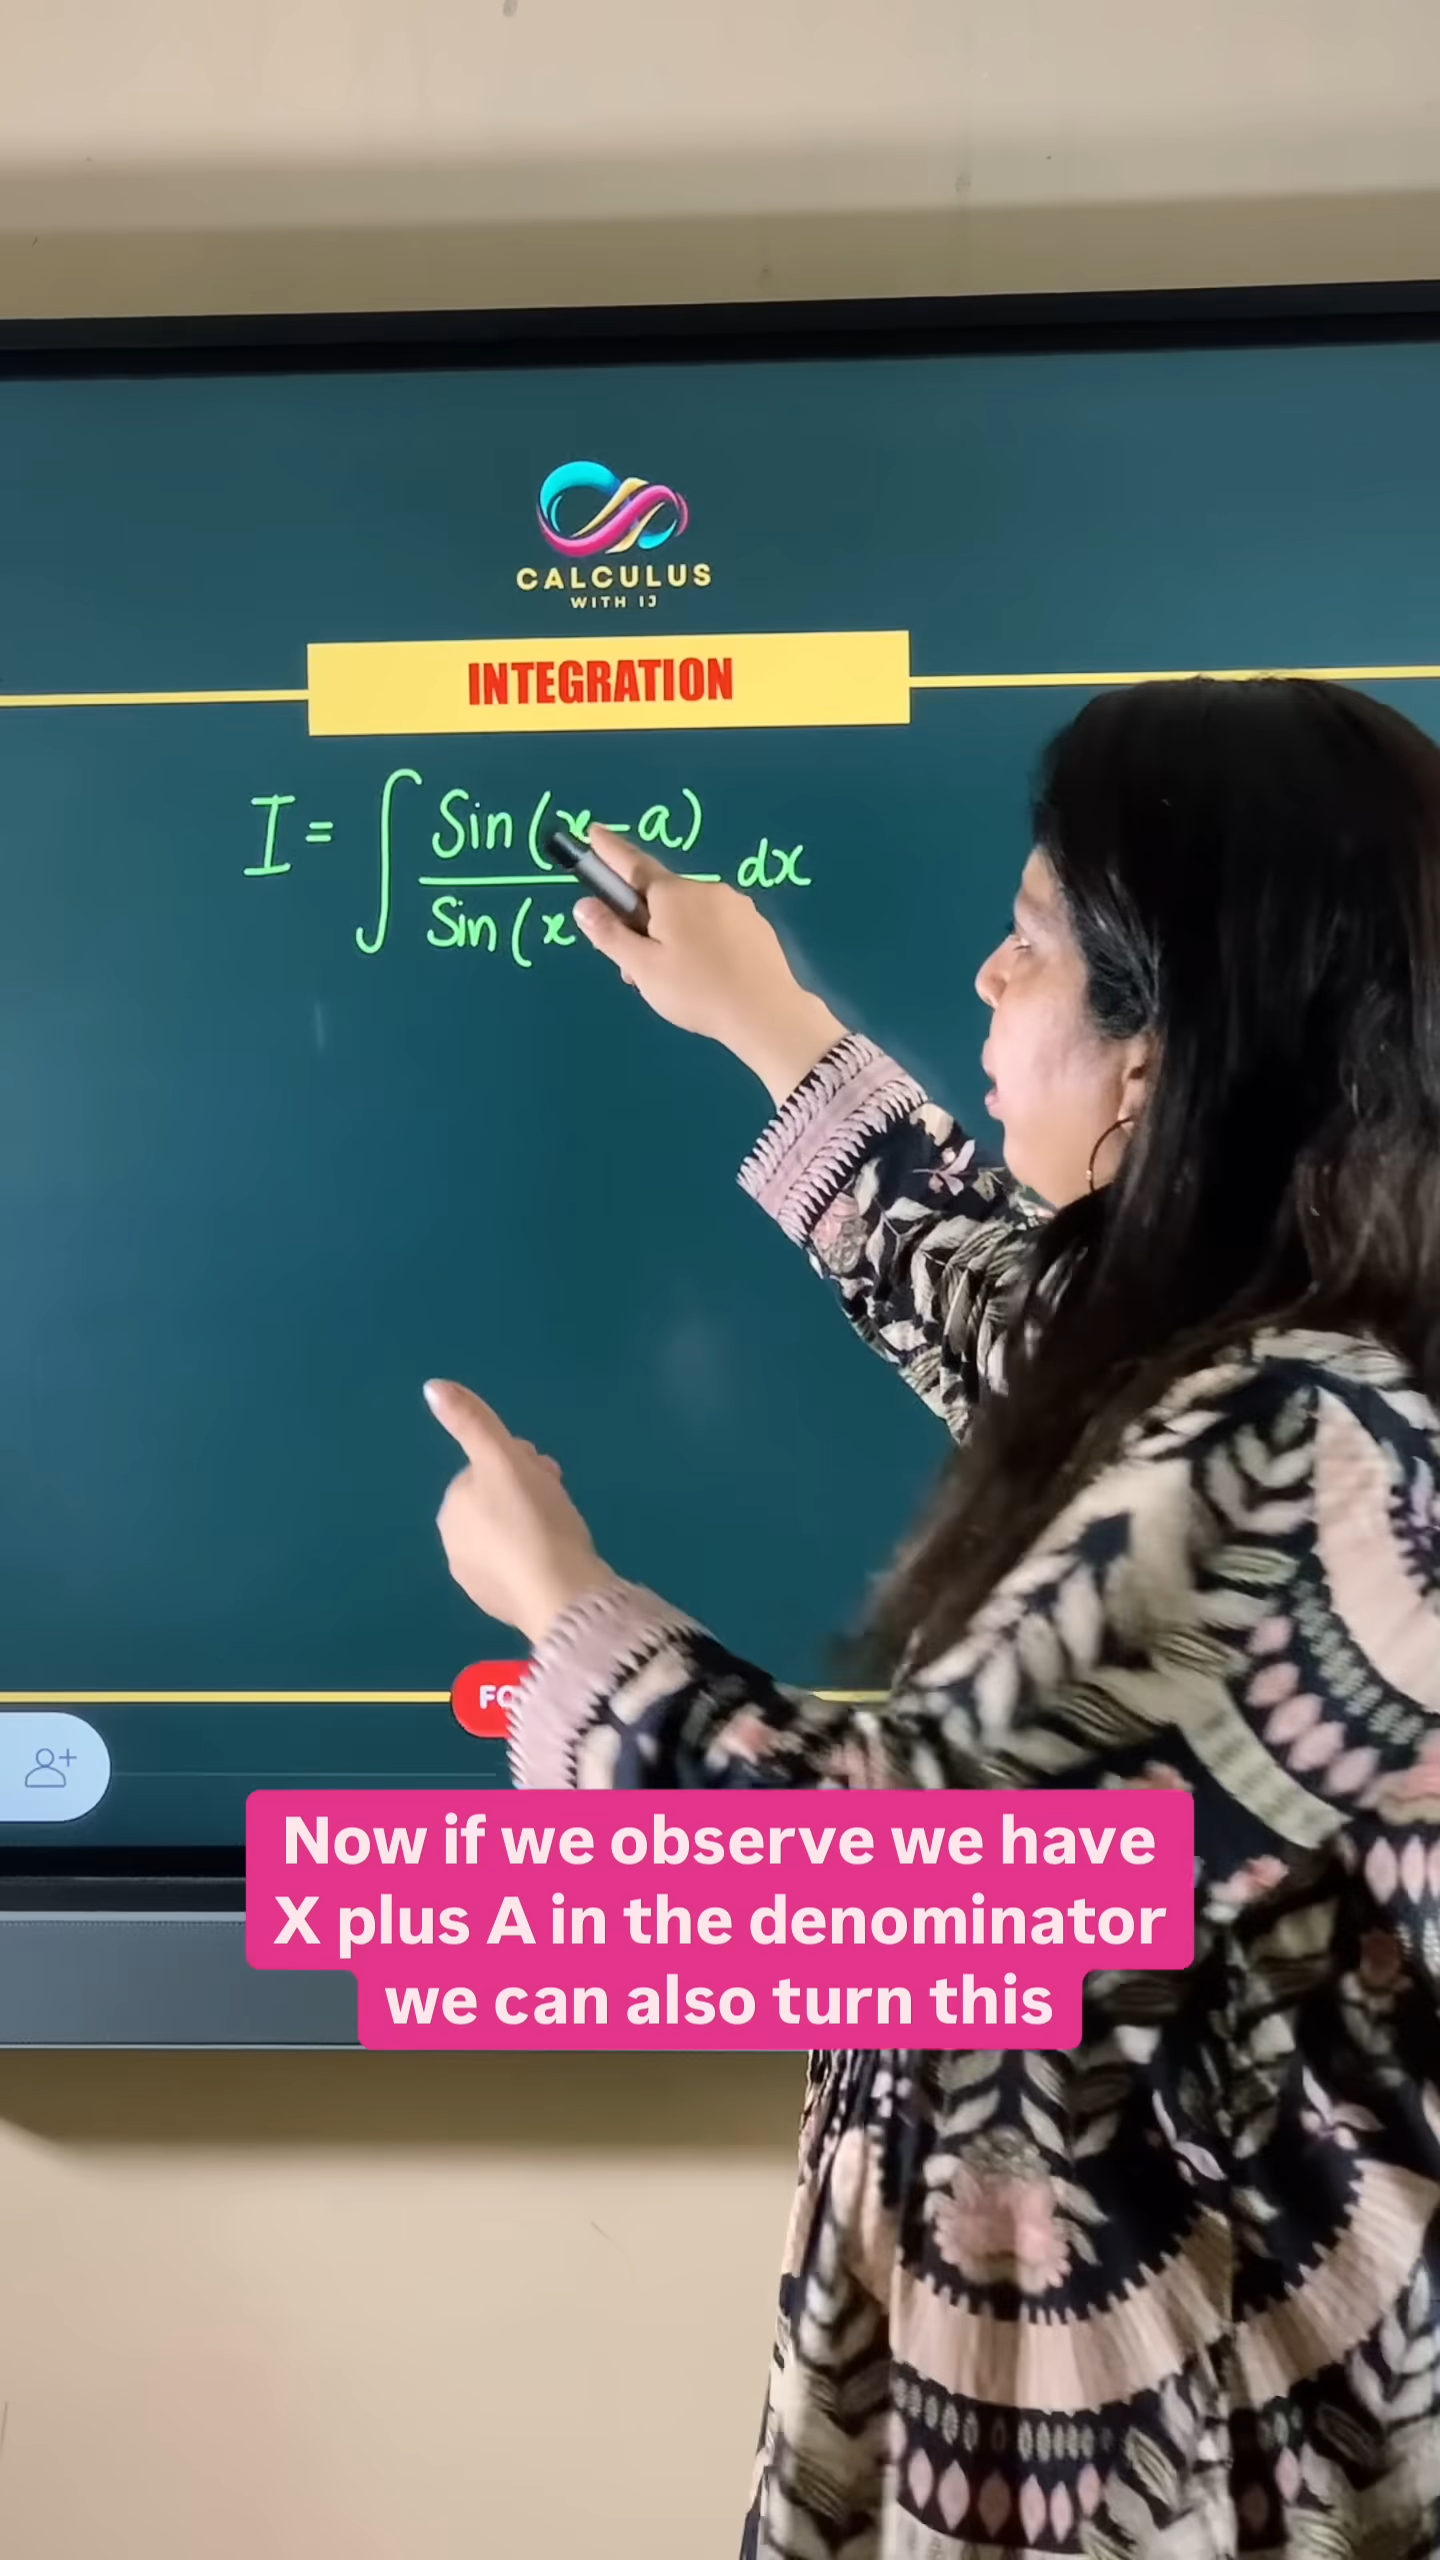 CALCULUS
WITH IJ
INTEGRATION
I = ∫ Sin(x-a)
dx
Sin(x
Now if we observe we have
X plus A in the denominator
we can also turn this